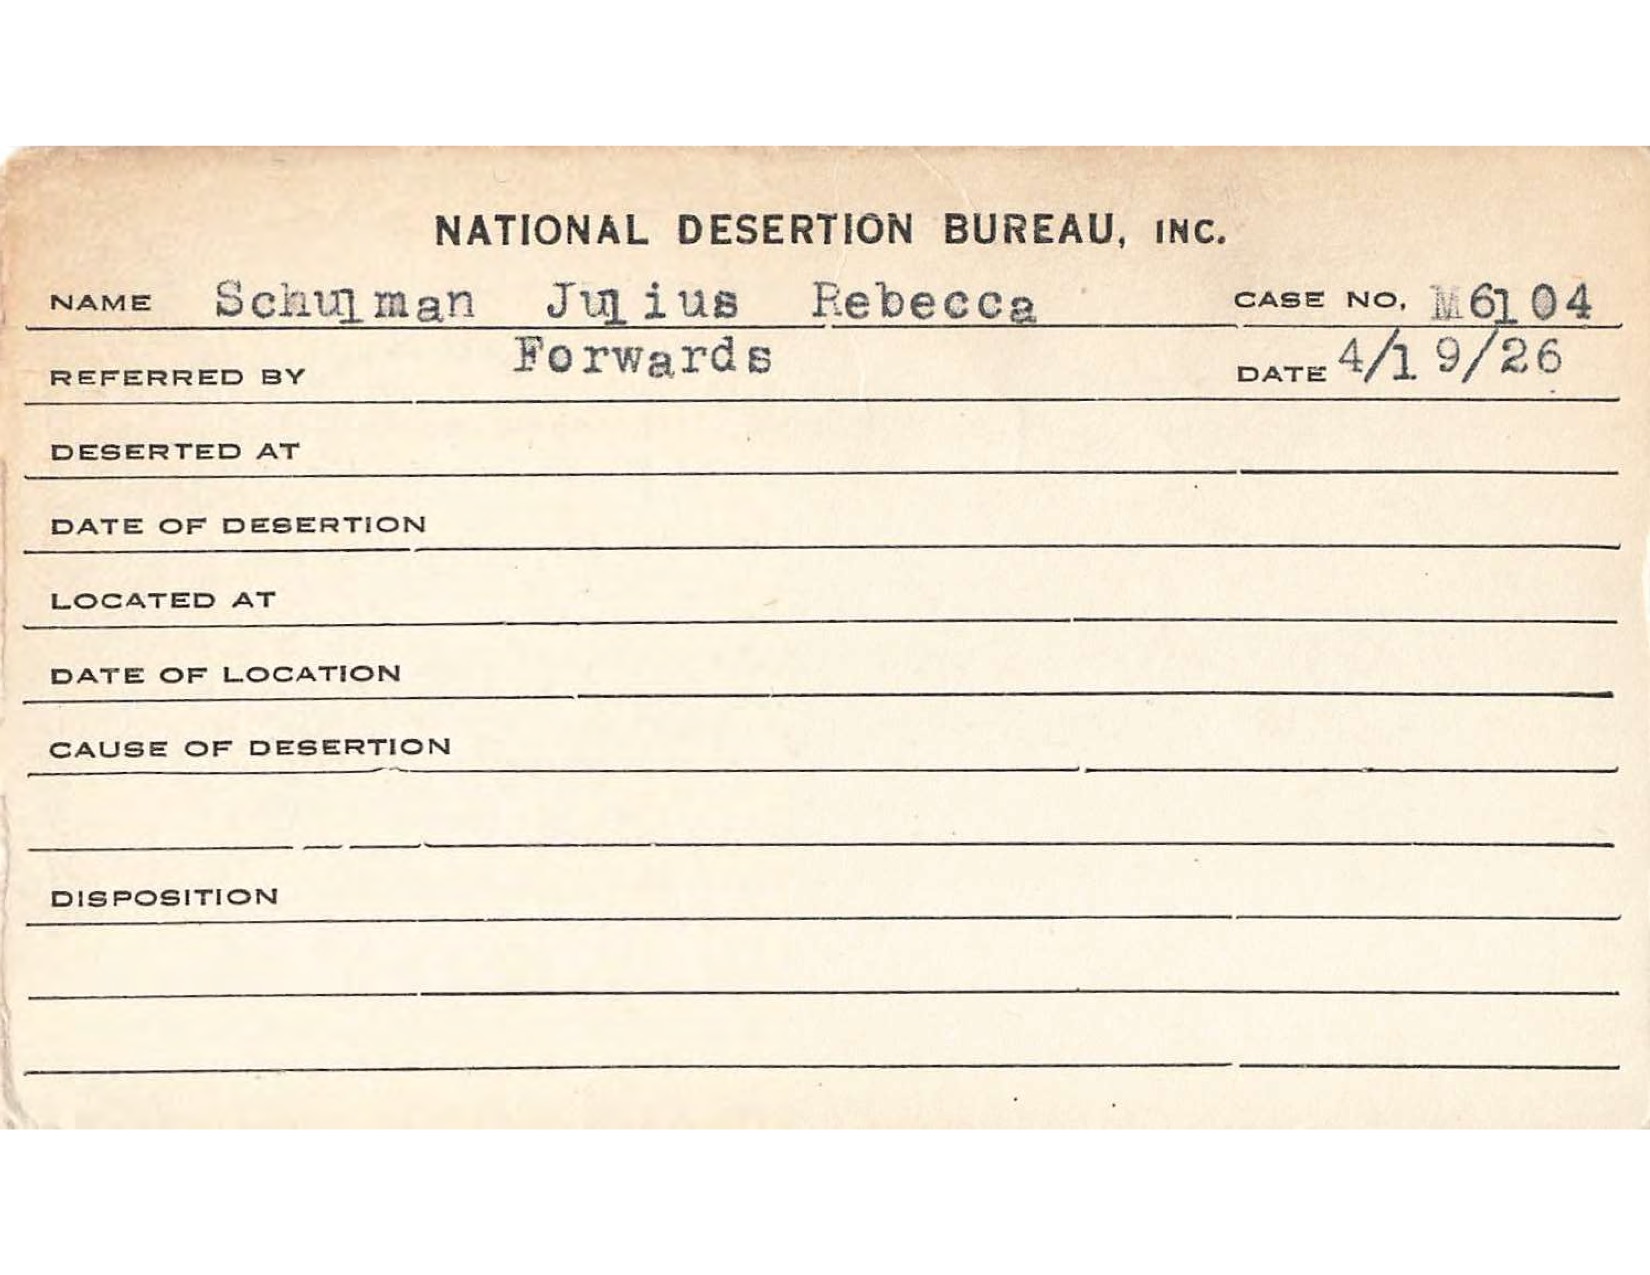 NATIONAL DESERTION BUREAU, INC.
NAME Schulman Julius Rebecca CASE NO. M6104
REFERRED BY Forwards DATE 4/19/26
DESERTED AT
DATE OF DESERTION
LOCATED AT
DATE OF LOCATION
CAUSE OF DESERTION
DISPOSITION